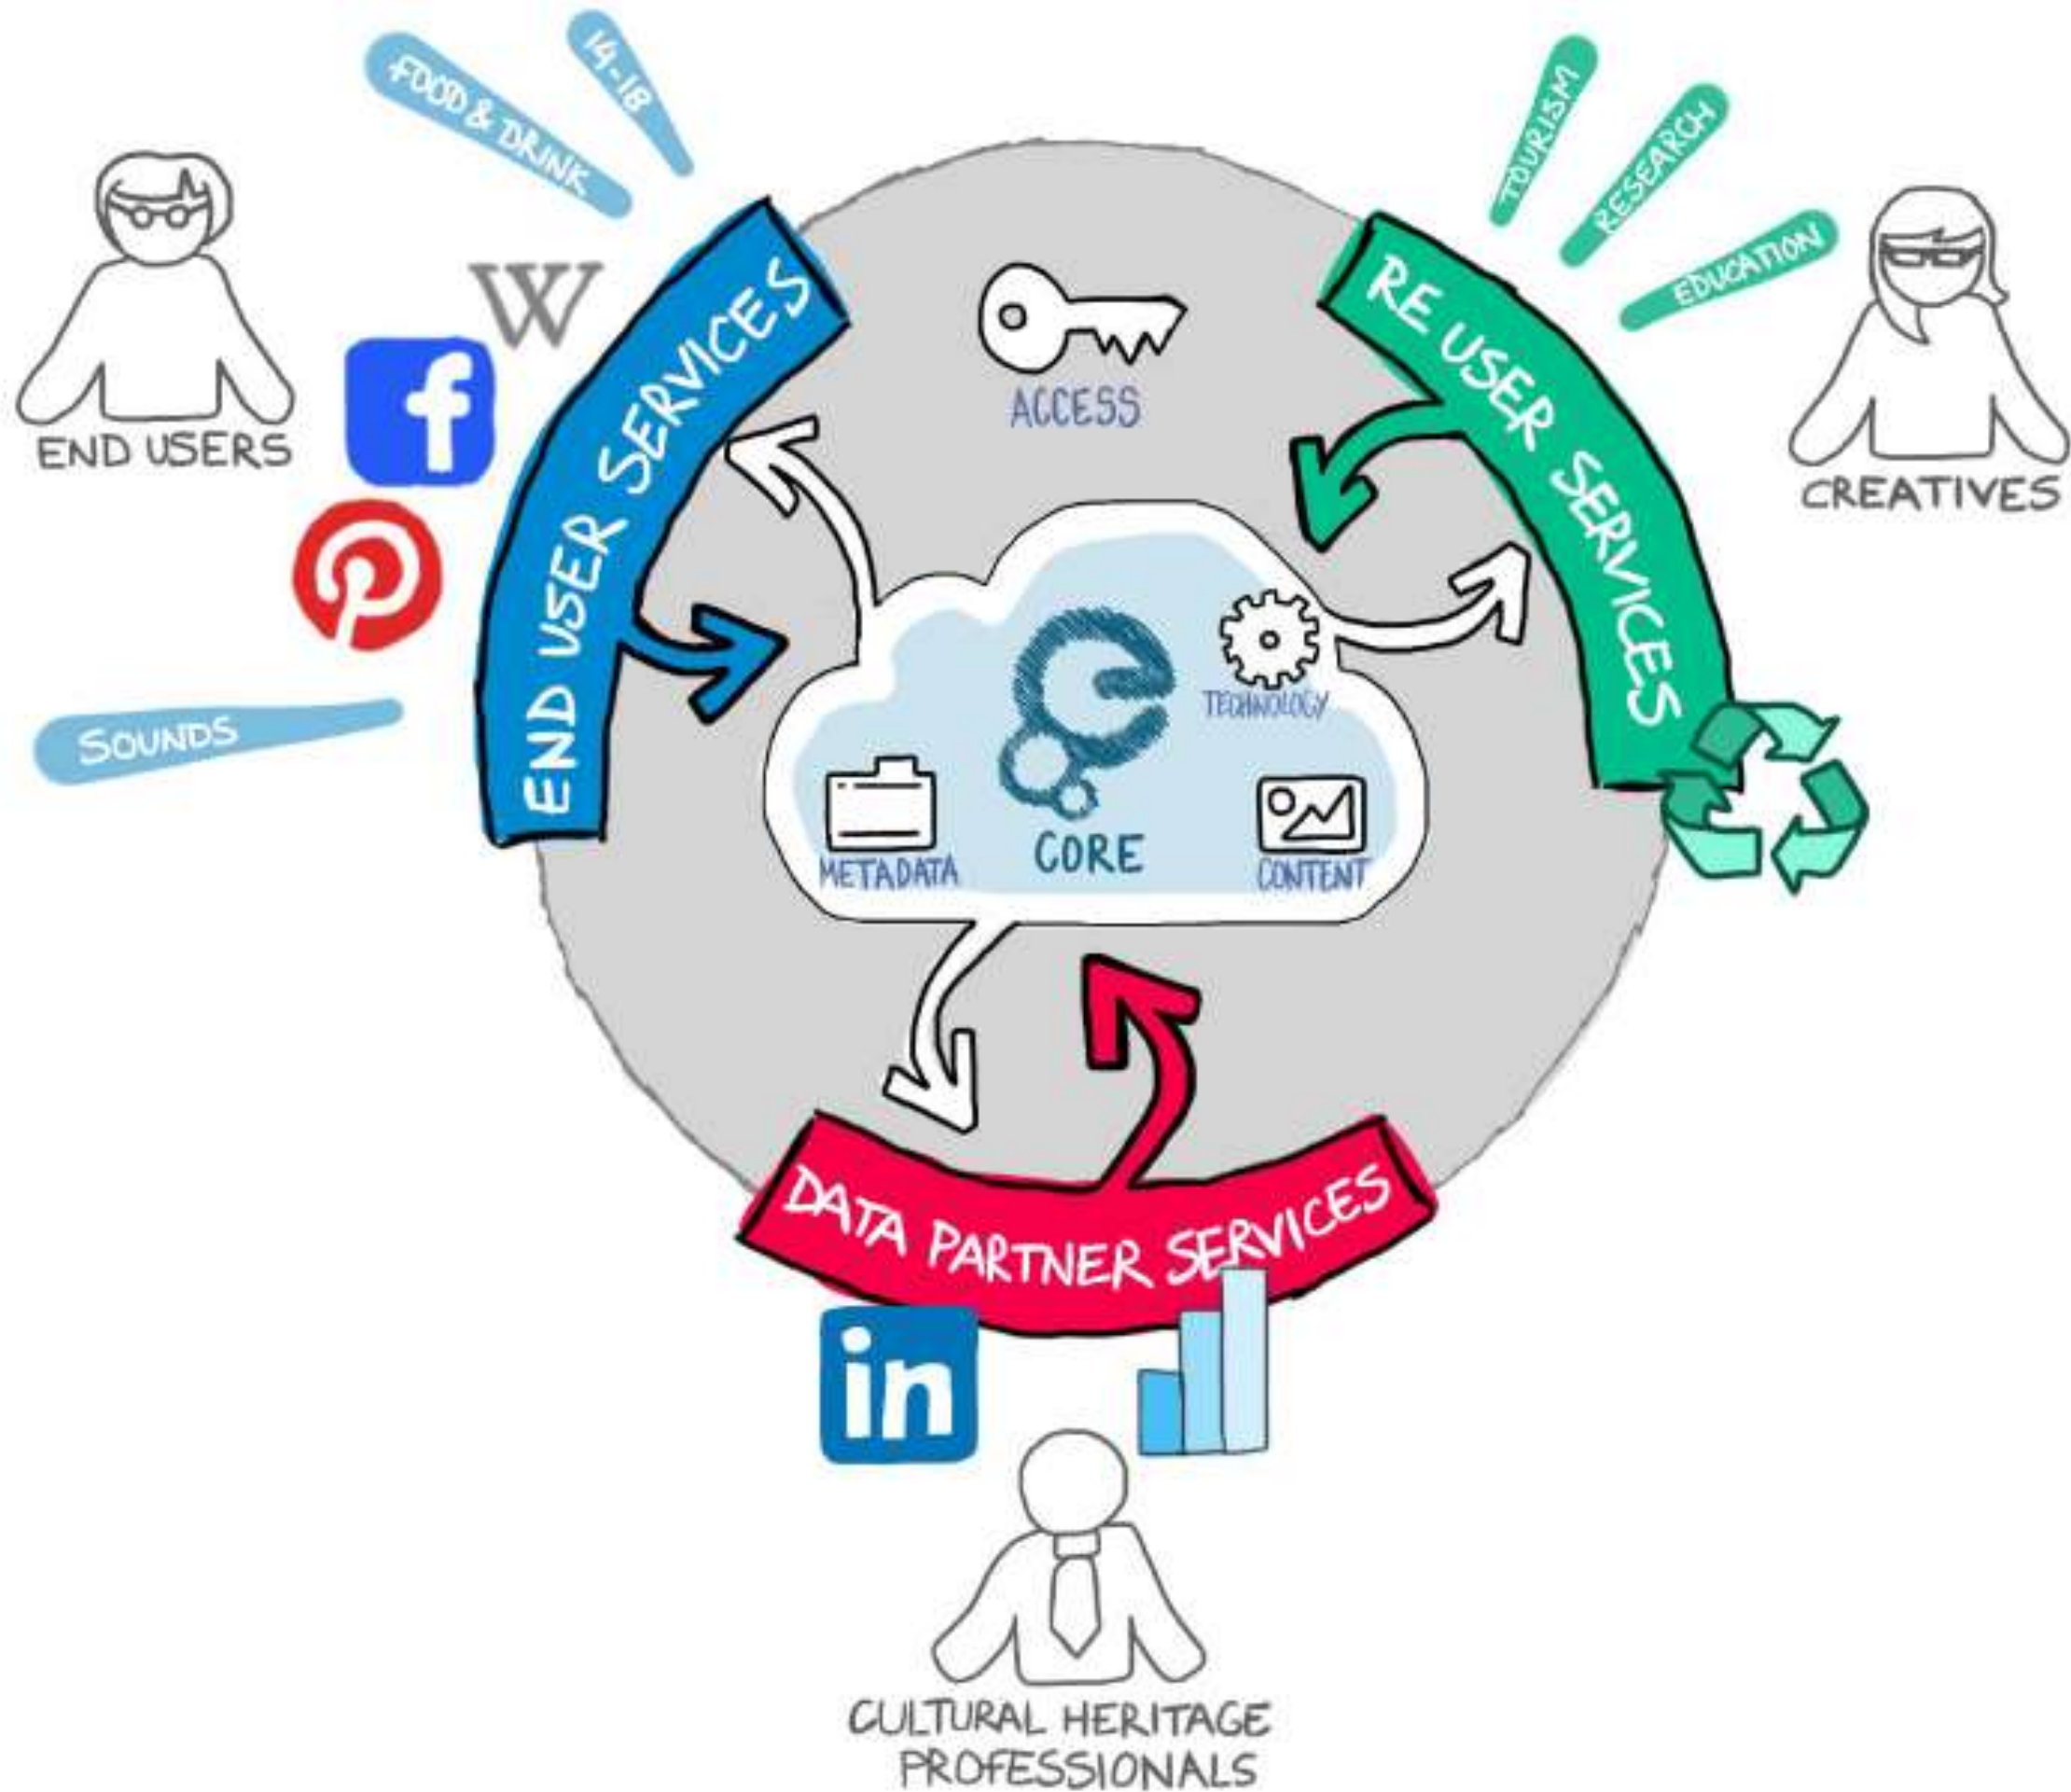 FOOD & DRINK
14-18
TOURISM
RESEARCH
EDUCATION
W
f
END USERS
CREATIVES
END USER SERVICES
RE USER SERVICES
ACCESS
SOUNDS
e
TECHNOLOGY
METADATA
CORE
CONTENT
DATA PARTNER SERVICES
in
CULTURAL HERITAGE
PROFESSIONALS